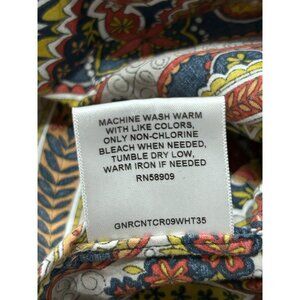 MACHINE WASH WARM
WITH LIKE COLORS,
ONLY NON-CHLORINE
BLEACH WHEN NEEDED,
TUMBLE DRY LOW,
WARM IRON IF NEEDED
RN58909
GNRCNTCR09WHT35